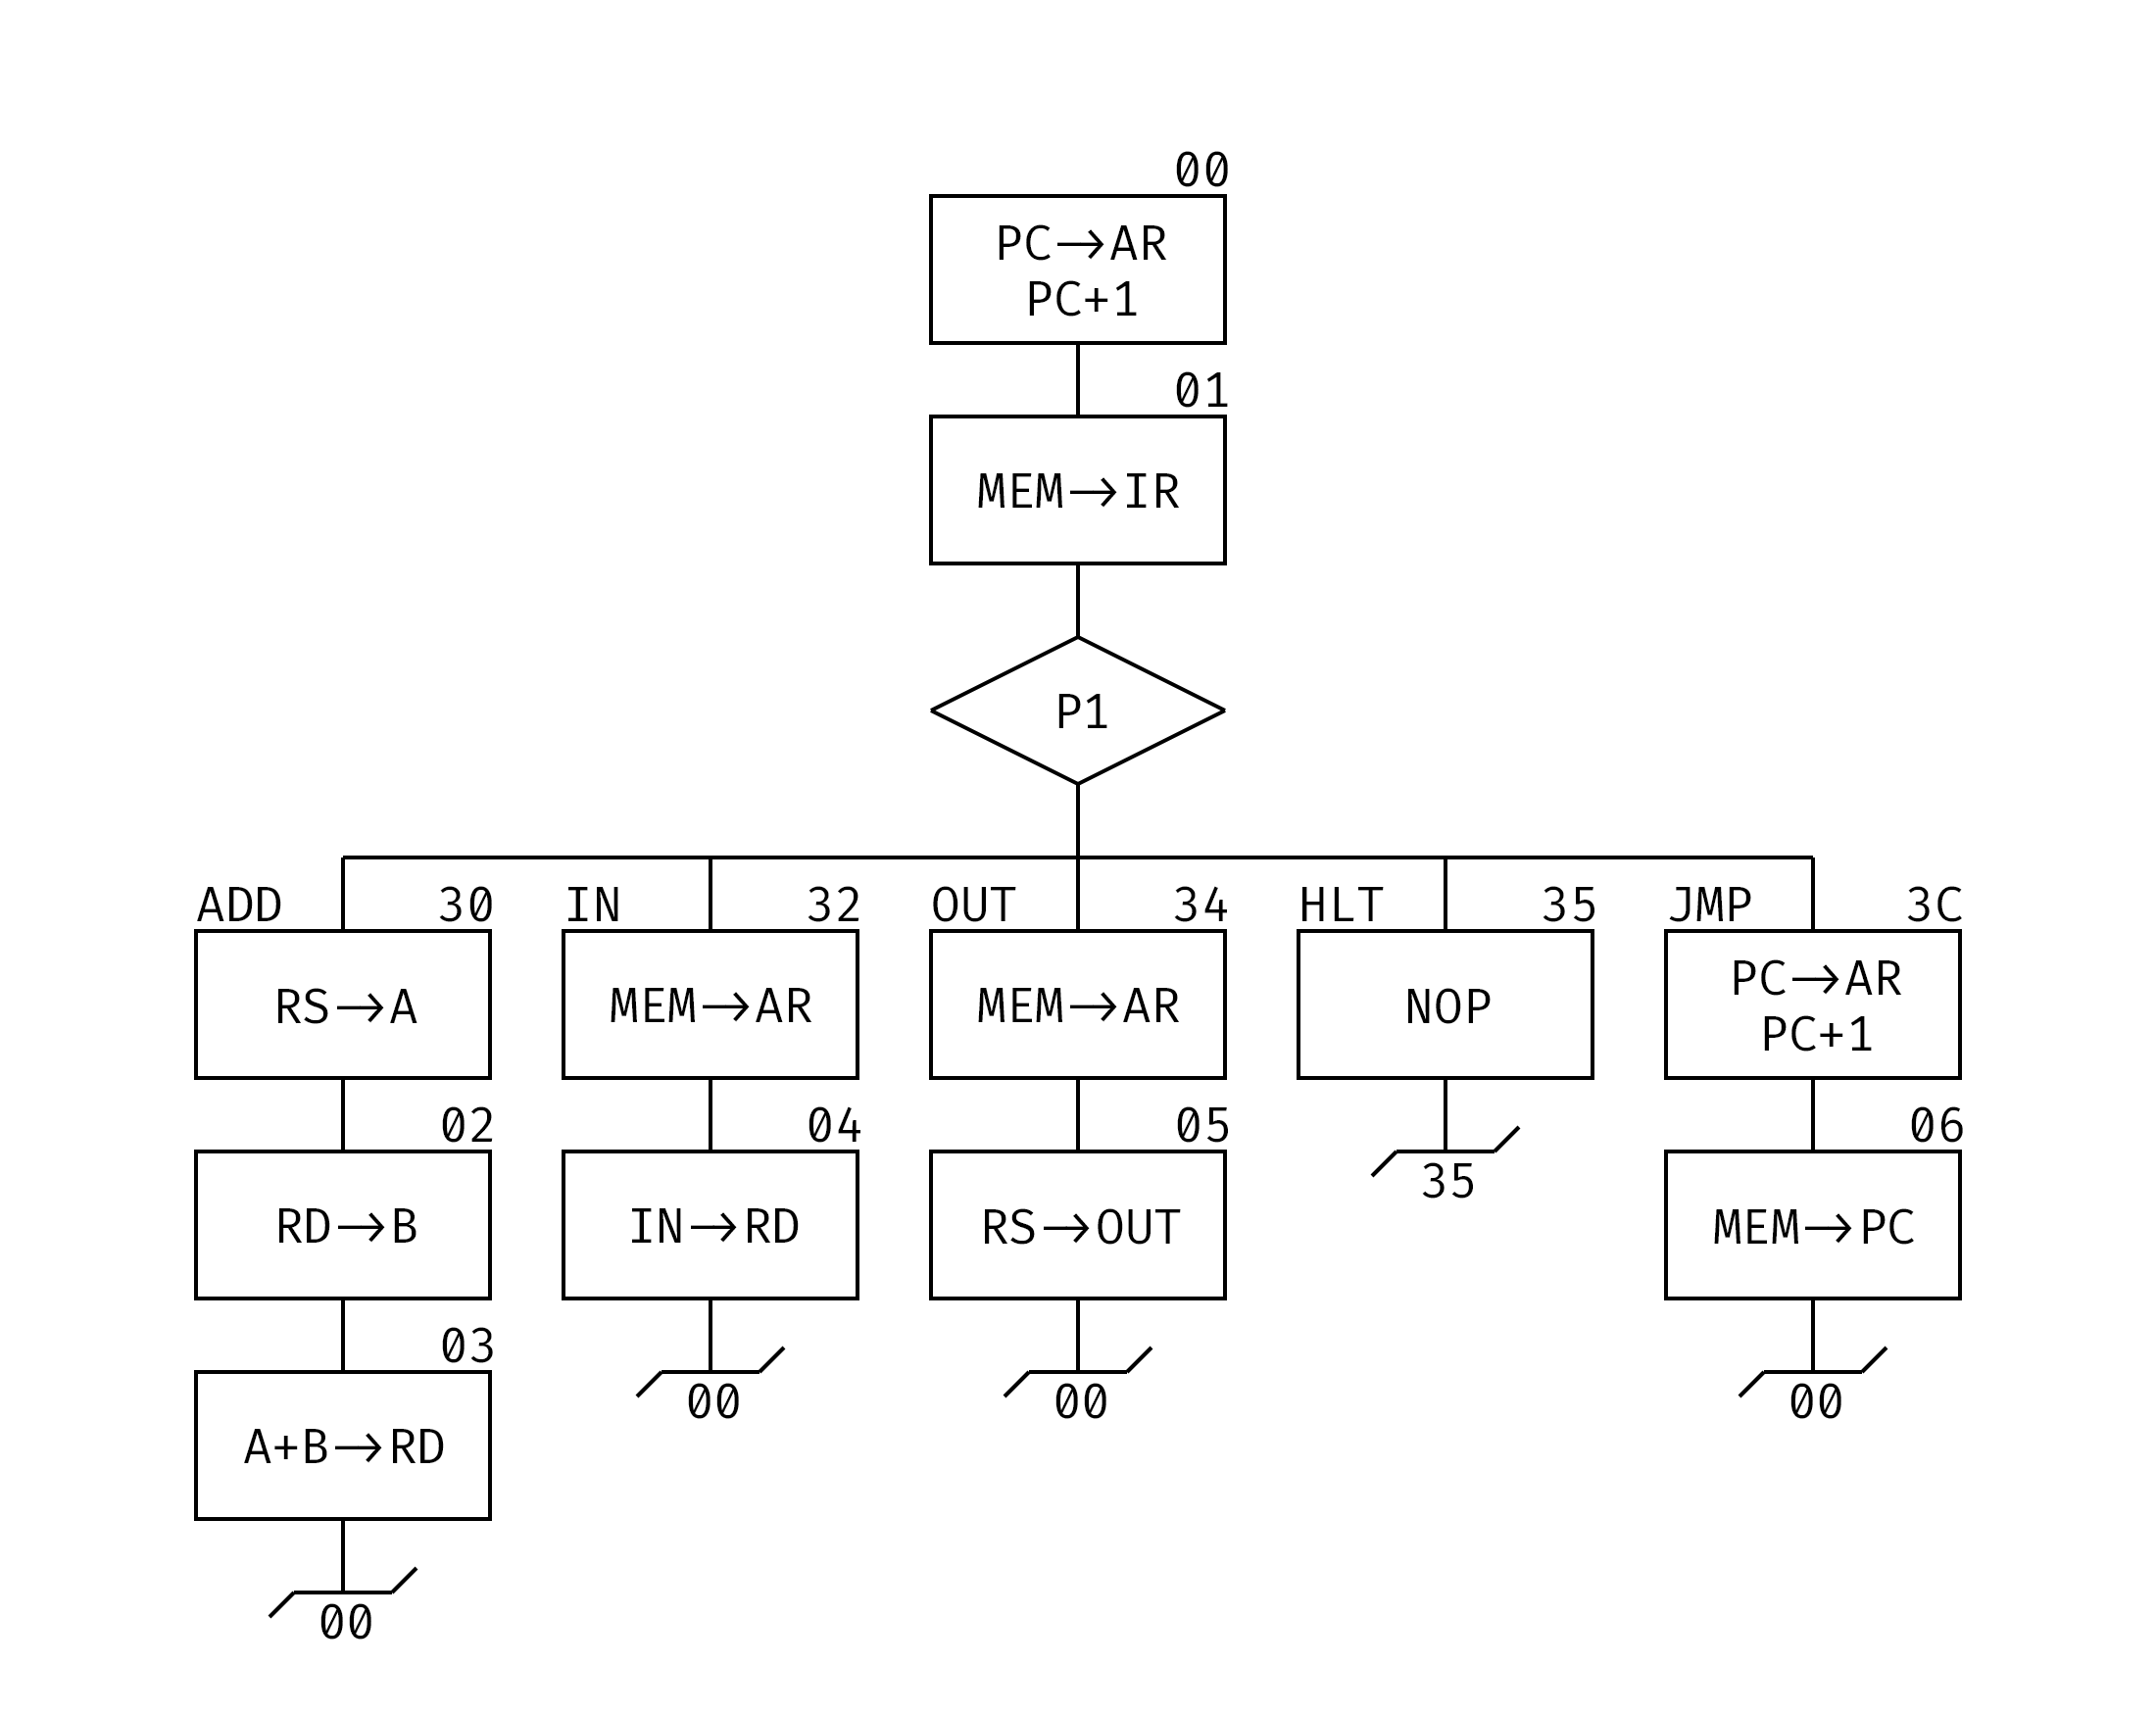 00
PC→AR
PC+1
01
MEM→IR
P1
ADD 30 IN 32 OUT 34 HLT 35 JMP 3C
RS→A
MEM→AR
MEM→AR
NOP
PC→AR
PC+1
02
04
05
35
06
RD→B
IN→RD
RS→OUT
MEM→PC
03
00
00
00
A+B→RD
00